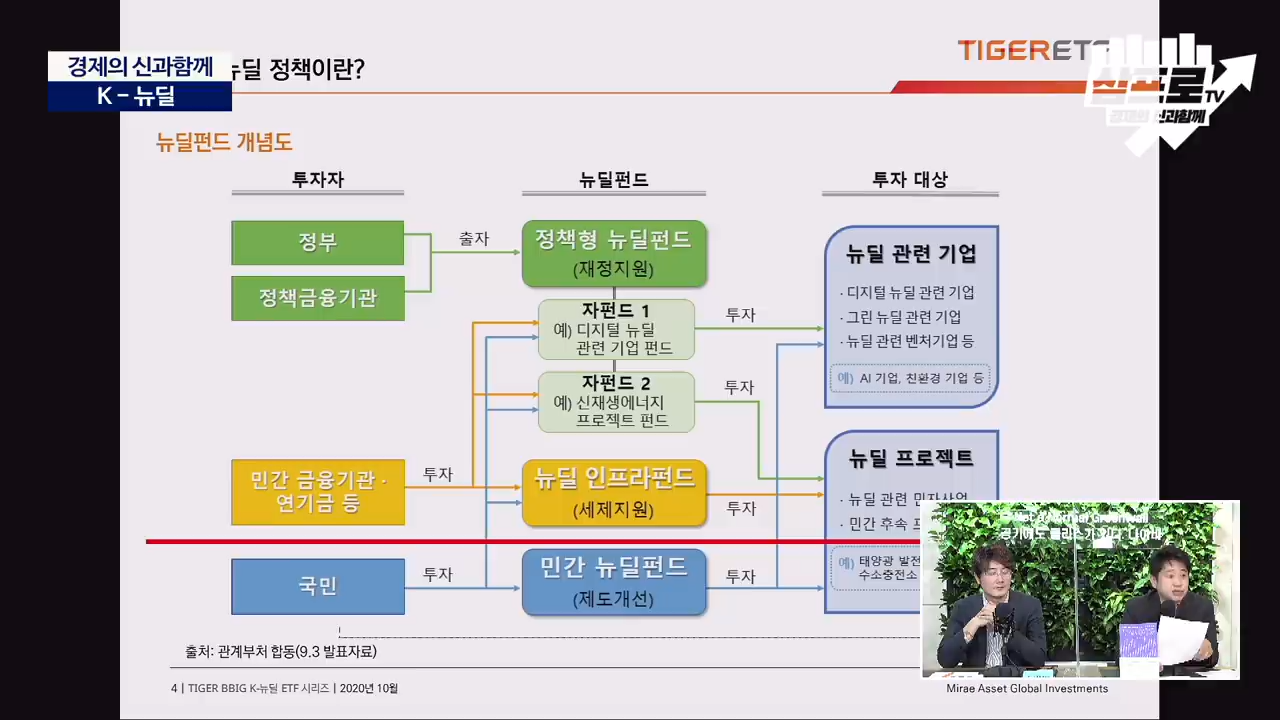 경제의 신과함께
K - 뉴딜
뉴딜 정책이란?
TIGERETF
삼프로TV
경제의 신과함께
뉴딜펀드 개념도
투자자
뉴딜펀드
투자 대상
정부
정책금융기관
출자
정책형 뉴딜펀드
(재정지원)
자펀드 1
예) 디지털 뉴딜
관련 기업 펀드
투자
자펀드 2
예) 신재생에너지
프로젝트 펀드
투자
뉴딜 관련 기업
· 디지털 뉴딜 관련 기업
· 그린 뉴딜 관련 기업
· 뉴딜 관련 벤처기업 등
예) AI 기업, 친환경 기업 등
민간 금융기관 ·
연기금 등
투자
뉴딜 인프라펀드
(세제지원)
투자
뉴딜 프로젝트
· 뉴딜 관련 민자사업
· 민간 후속
예) 태양광 발전
수소충전소
국민
투자
민간 뉴딜펀드
(제도개선)
투자
출처: 관계부처 합동(9.3 발표자료)
4 | TIGER BBIG K-뉴딜 ETF 시리즈 | 2020년 10월
Mirae Asset Global Investments